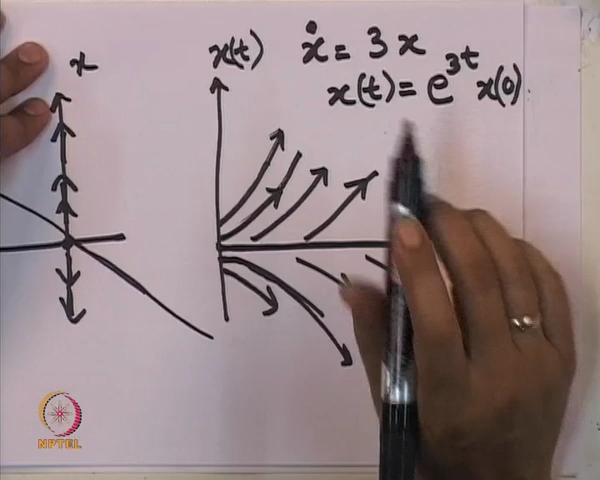 x
x(t)
ẋ = 3x
x(t) = e^{3t} x(0)
NPTEL